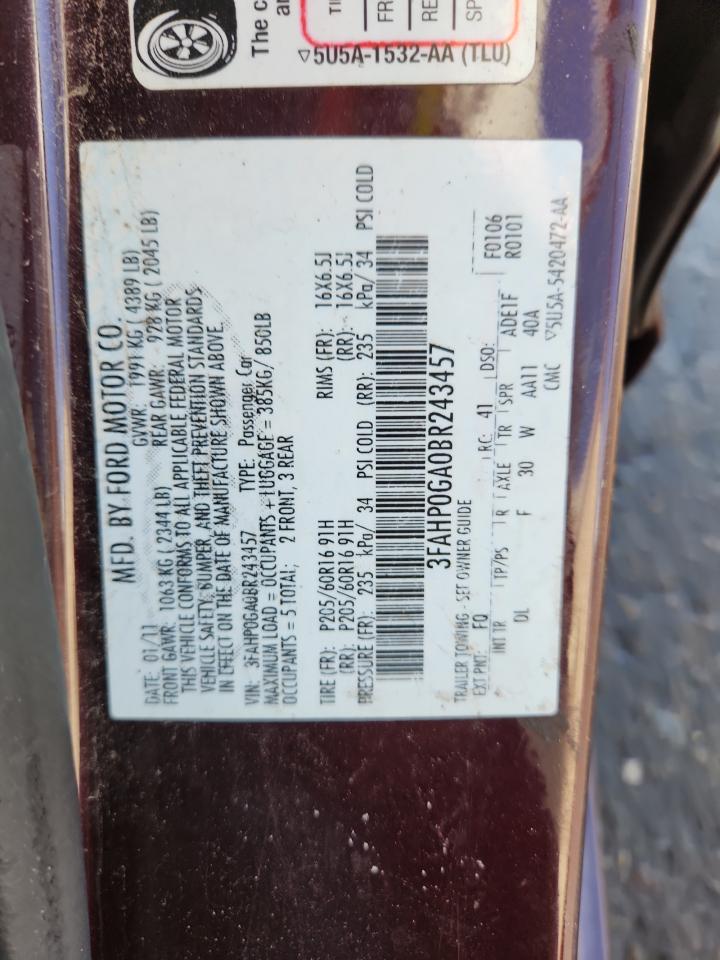 The c
an
TI
FR
RE
SP
▽5U5A-1532-AA (TLU)
MFD. BY FORD MOTOR CO.
DATE: 01/11 GVWR: 1991 KG ( 4389 LB)
FRONT GAWR: 1063 KG ( 2344 LB) REAR GAWR: 928 KG ( 2045 LB)
THIS VEHICLE CONFORMS TO ALL APPLICABLE FEDERAL MOTOR
VEHICLE SAFETY, BUMPER, AND THEFT PREVENTION STANDARDS
IN EFFECT ON THE DATE OF MANUFACTURE SHOWN ABOVE.
VIN: 3FAHP0GA0BR243457 TYPE: Passenger Car
MAXIMUM LOAD = OCCUPANTS + LUGGAGE = 385KG/ 850LB
OCCUPANTS = 5 TOTAL; 2 FRONT, 3 REAR
TIRE (FR): P205/60R16 91H RIMS (FR): 16X6.5J
(RR): P205/60R16 91H (RR): 16X6.5J
PRESSURE (FR): 235 kPa/ 34 PSI COLD (RR): 235 kPa/ 34 PSI COLD
3FAHP0GA0BR243457
TRAILER TOWING - SEE OWNER GUIDE F0106
EXT PNT: FQ RC: 41 DSO: R0101
INT TR TP/PS R AXLE TR SPR ADE1F
DL F 30 W AA11 40A
CMC ▽5U5A-5420472-AA